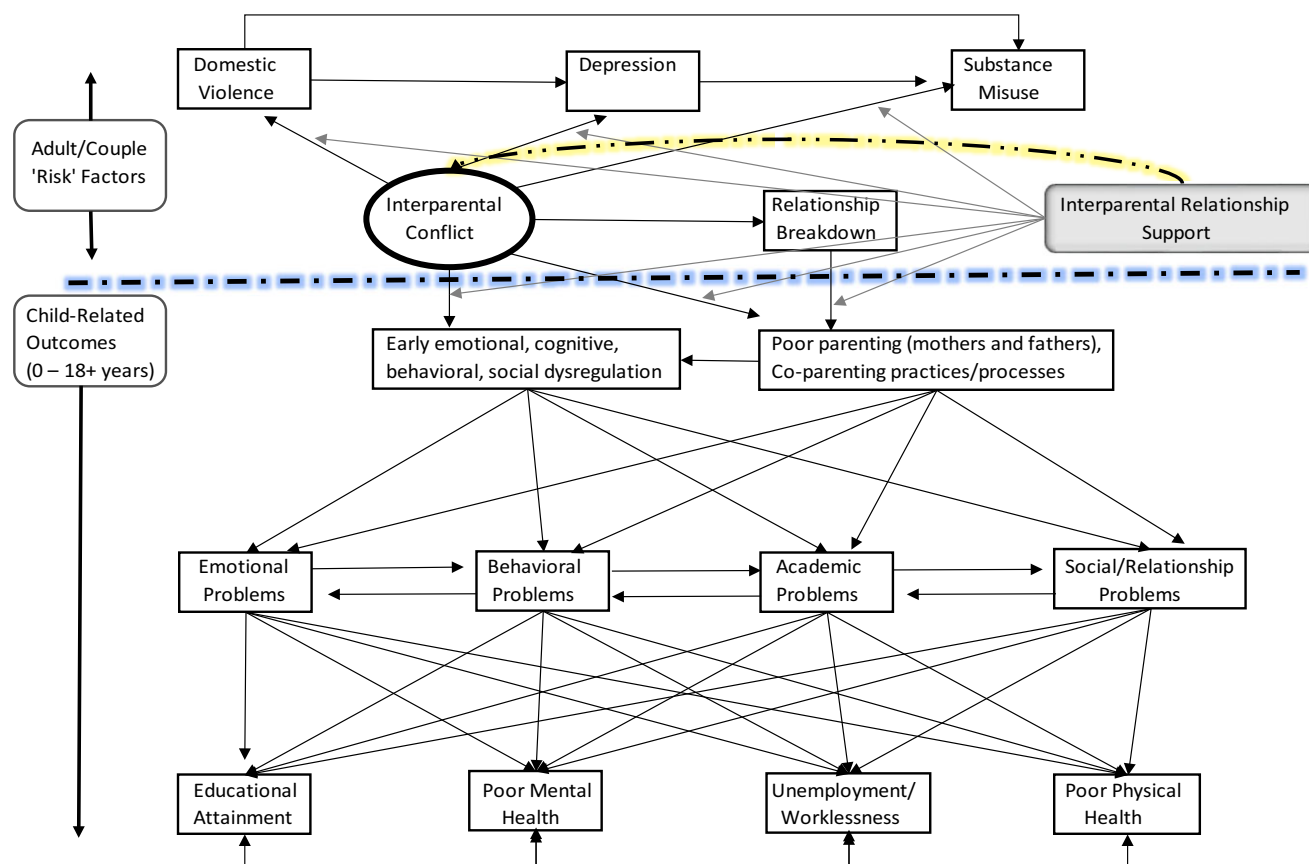 Domestic
Violence
Depression
Substance
Misuse
Adult/Couple
'Risk' Factors
Interparental
Conflict
Relationship
Breakdown
Interparental Relationship
Support
Child-Related
Outcomes
(0 – 18+ years)
Early emotional, cognitive,
behavioral, social dysregulation
Poor parenting (mothers and fathers),
Co-parenting practices/processes
Emotional
Problems
Behavioral
Problems
Academic
Problems
Social/Relationship
Problems
Educational
Attainment
Poor Mental
Health
Unemployment/
Worklessness
Poor Physical
Health